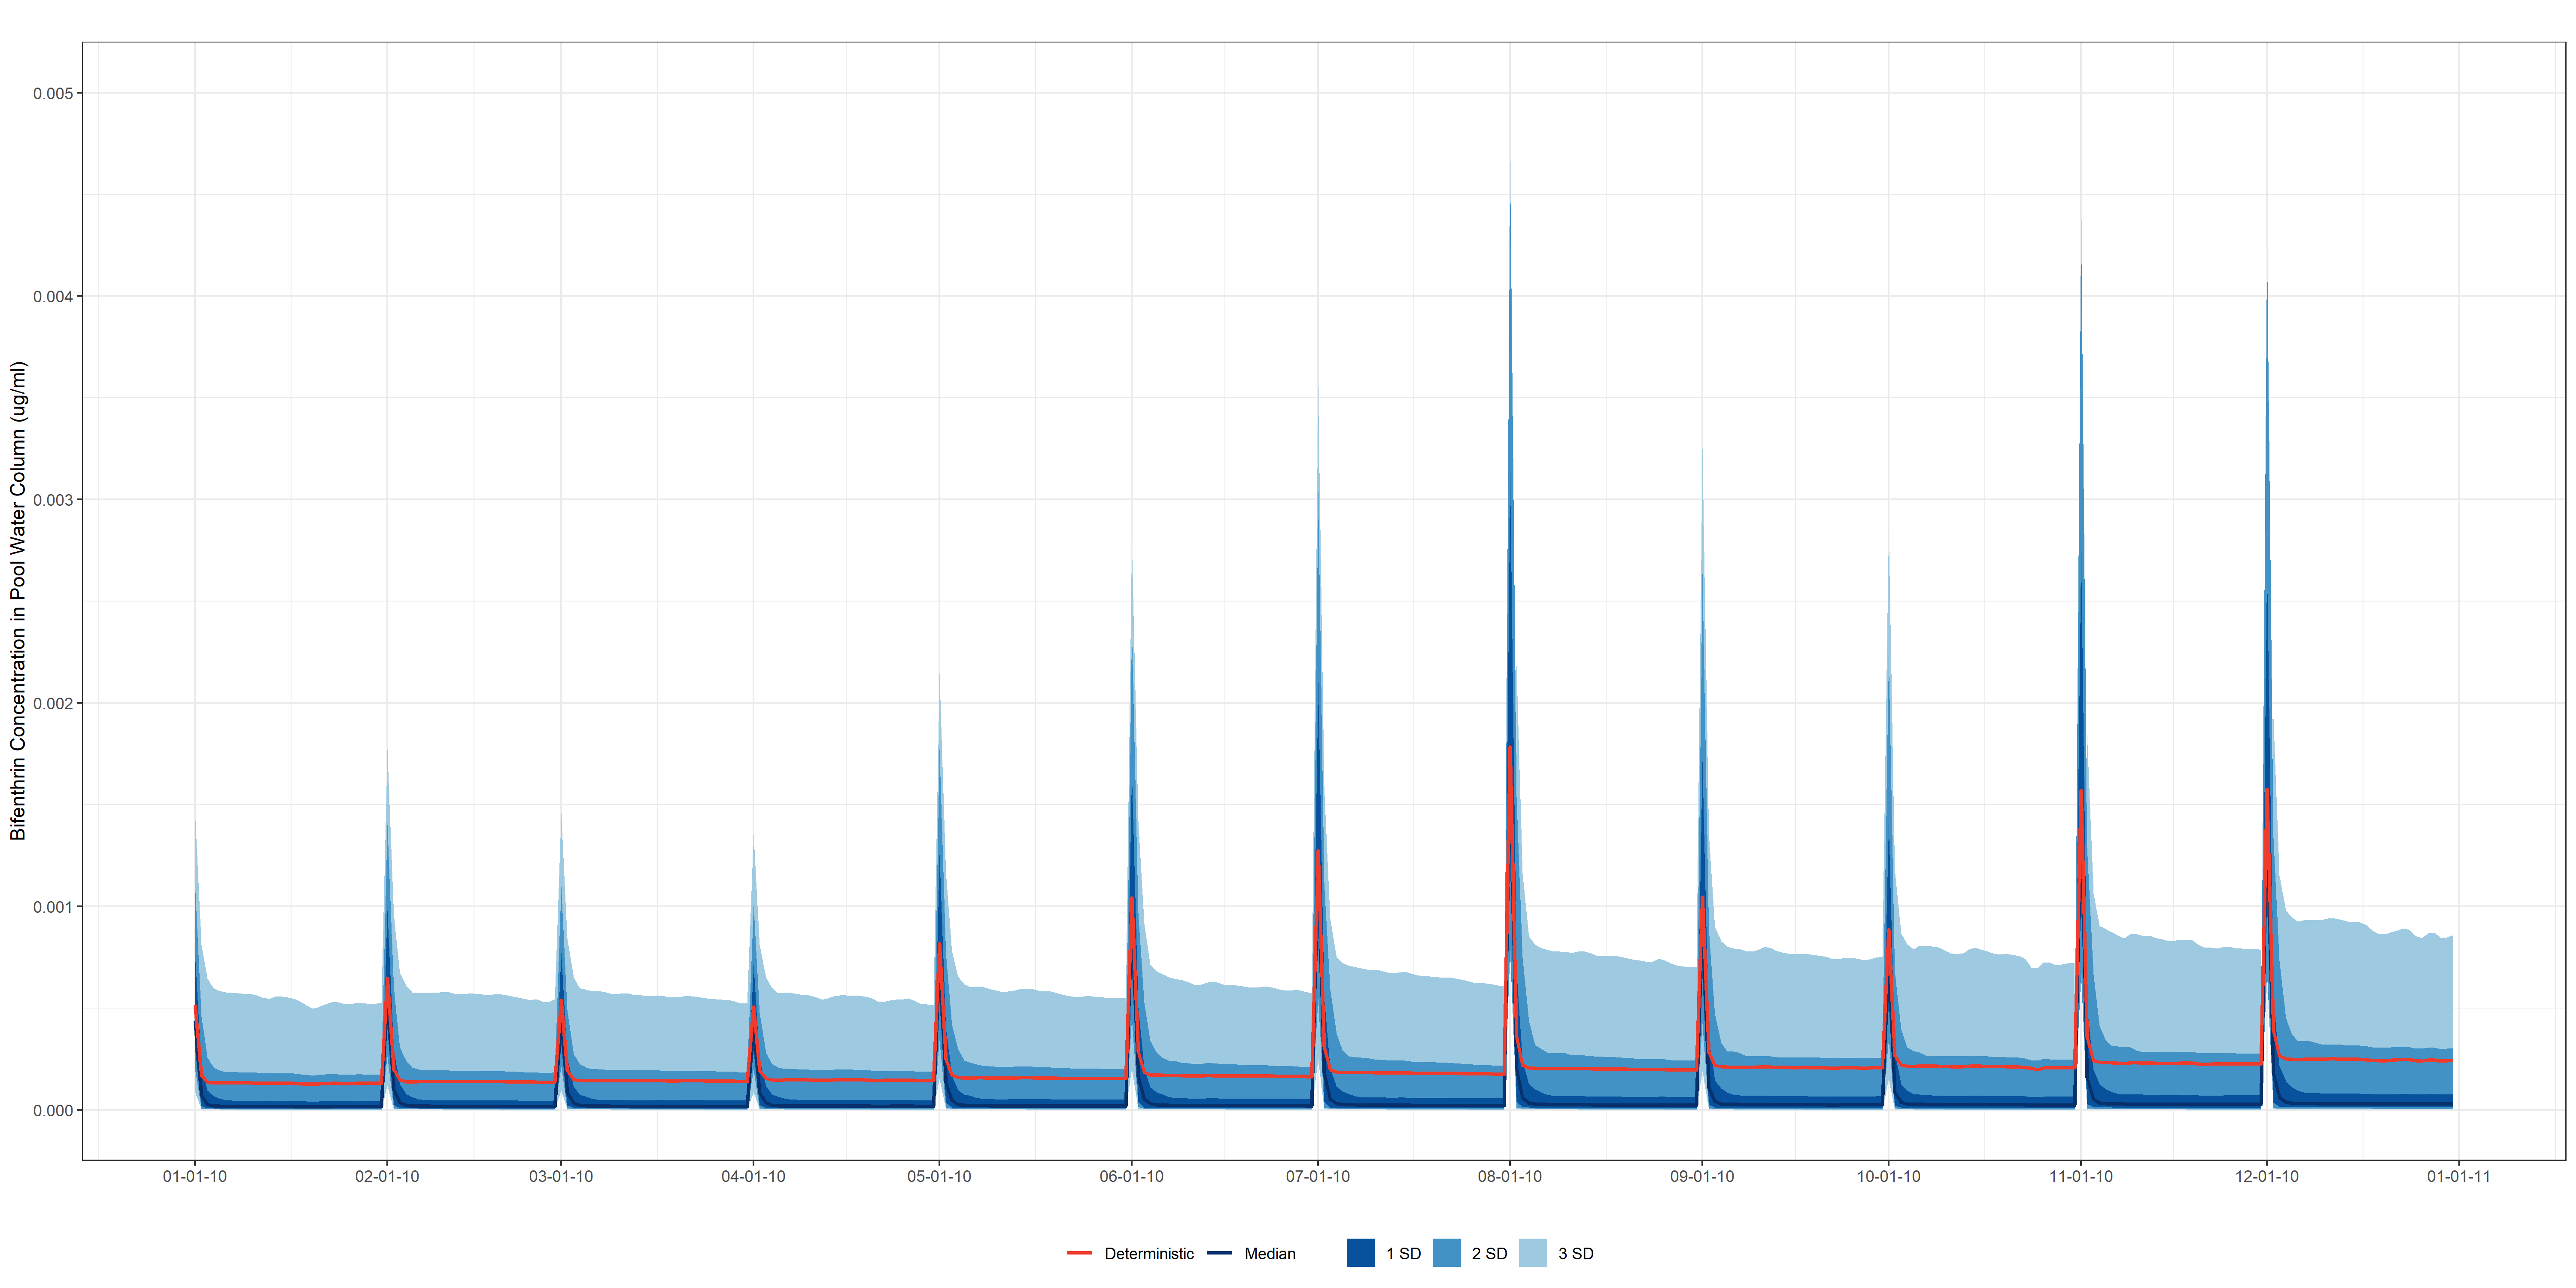 Bifenthrin Concentration in Pool Water Column (ug/ml)
0.005
0.004
0.003
0.002
0.001
0.000
01-01-10 02-01-10 03-01-10 04-01-10 05-01-10 06-01-10 07-01-10 08-01-10 09-01-10 10-01-10 11-01-10 12-01-10 01-01-11
Deterministic Median 1 SD 2 SD 3 SD